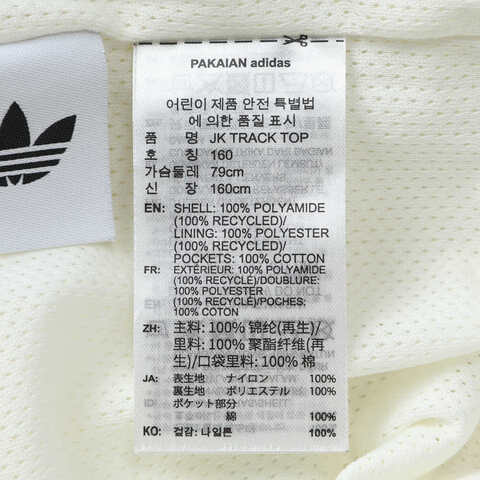 PAKAIAN adidas
어린이 제품 안전 특별법
에 의한 품질 표시
품 명 JK TRACK TOP
호 칭 160
가슴둘레 79cm
신 장 160cm
EN: SHELL: 100% POLYAMIDE
(100% RECYCLED)/
LINING: 100% POLYESTER
(100% RECYCLED)/
POCKETS: 100% COTTON
FR: EXTÉRIEUR: 100% POLYAMIDE
(100% RECYCLÉ)/DOUBLURE:
100% POLYESTER
(100% RECYCLÉ)/POCHES:
100% COTON
ZH: 主料: 100% 锦纶(再生)/
里料: 100% 聚酯纤维(再
生)/口袋里料: 100% 棉
JA: 表生地 ナイロン 100%
裏生地 ポリエステル 100%
ポケット部分
綿 100%
KO: 겉감: 나일론 100%